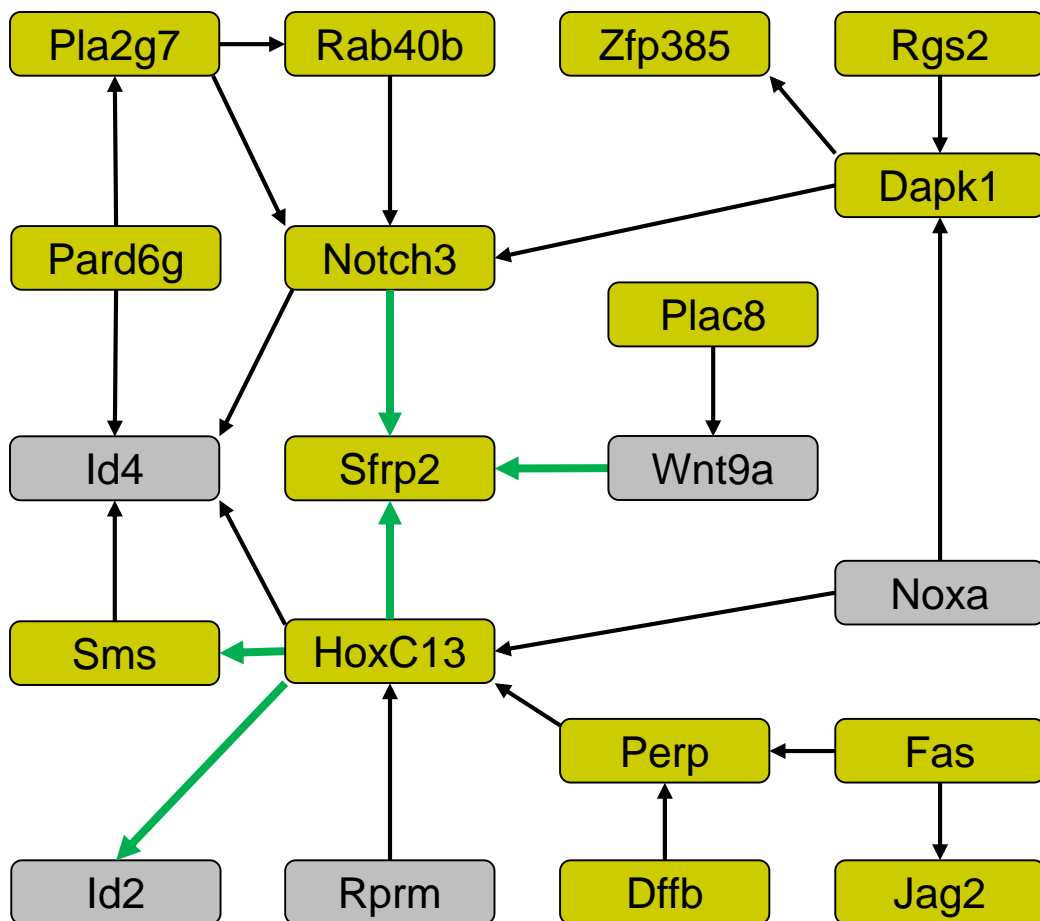 Pla2g7
Rab40b
Zfp385
Rgs2
Dapk1
Pard6g
Notch3
Plac8
Id4
Sfrp2
Wnt9a
Noxa
Sms
HoxC13
Perp
Fas
Id2
Rprm
Dffb
Jag2